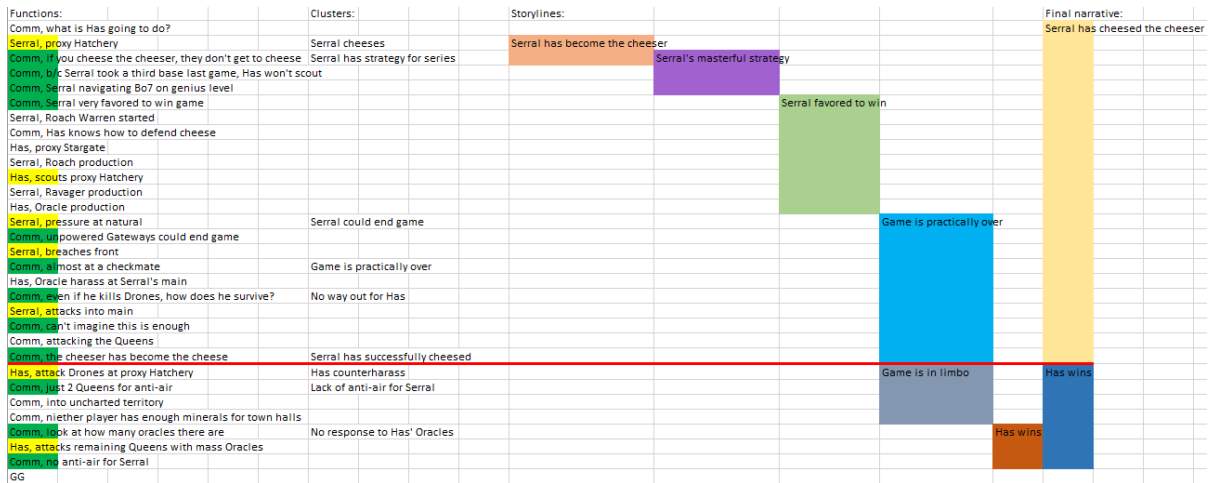 Functions: Clusters: Storylines: Final narrative:
Comm, what is Has going to do? Serral has cheesed the cheeser
Serral, proxy Hatchery Serral cheeses Serral has become the cheeser
Comm, if you cheese the cheeser, they don't get to cheese Serral has strategy for series Serral's masterful strategy
Comm, b/c Serral took a third base last game, Has won't scout
Comm, Serral navigating Bo7 on genius level
Comm, Serral very favored to win game Serral favored to win
Serral, Roach Warren started
Comm, Has knows how to defend cheese
Has, proxy Stargate
Serral, Roach production
Has, scouts proxy Hatchery
Serral, Ravager production
Has, Oracle production
Serral, pressure at natural Serral could end game Game is practically over
Comm, unpowered Gateways could end game
Serral, breaches front
Comm, almost at a checkmate Game is practically over
Has, Oracle harass at Serral's main
Comm, even if he kills Drones, how does he survive? No way out for Has
Serral, attacks into main
Comm, can't imagine this is enough
Comm, attacking the Queens
Comm, the cheeser has become the cheese Serral has successfully cheesed
Has, attack Drones at proxy Hatchery Has counterharass Game is in limbo Has wins
Comm, just 2 Queens for anti-air Lack of anti-air for Serral
Comm, into uncharted territory
Comm, niether player has enough minerals for town halls
Comm, look at how many oracles there are No response to Has' Oracles Has wins
Has, attacks remaining Queens with mass Oracles
Comm, no anti-air for Serral
GG